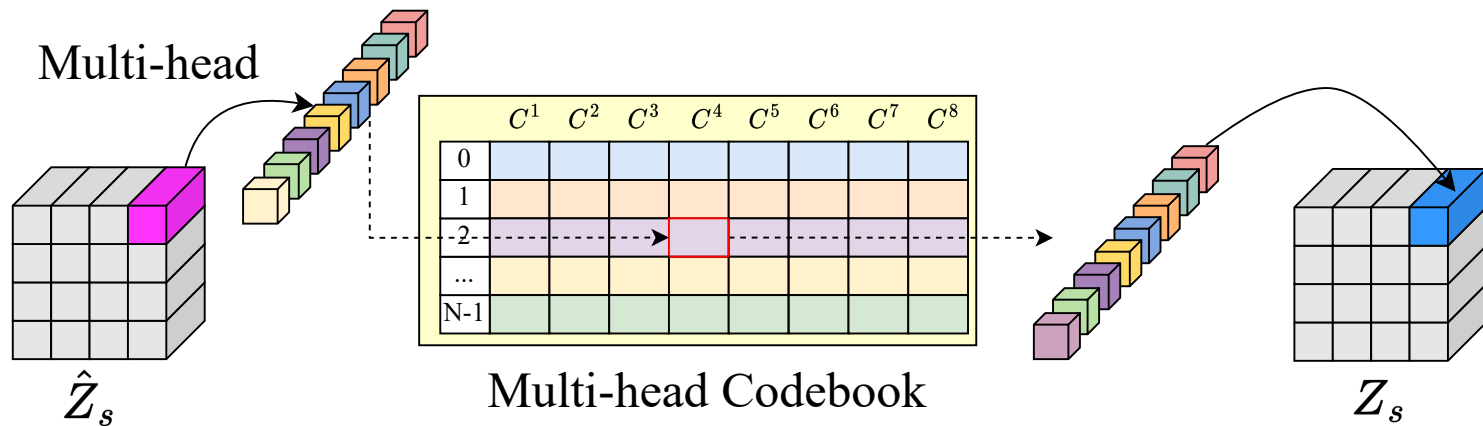 Multi-head
C^1 C^2 C^3 C^4 C^5 C^6 C^7 C^8
0
1
2
...
N-1
Ẑ_s
Multi-head Codebook
Z_s